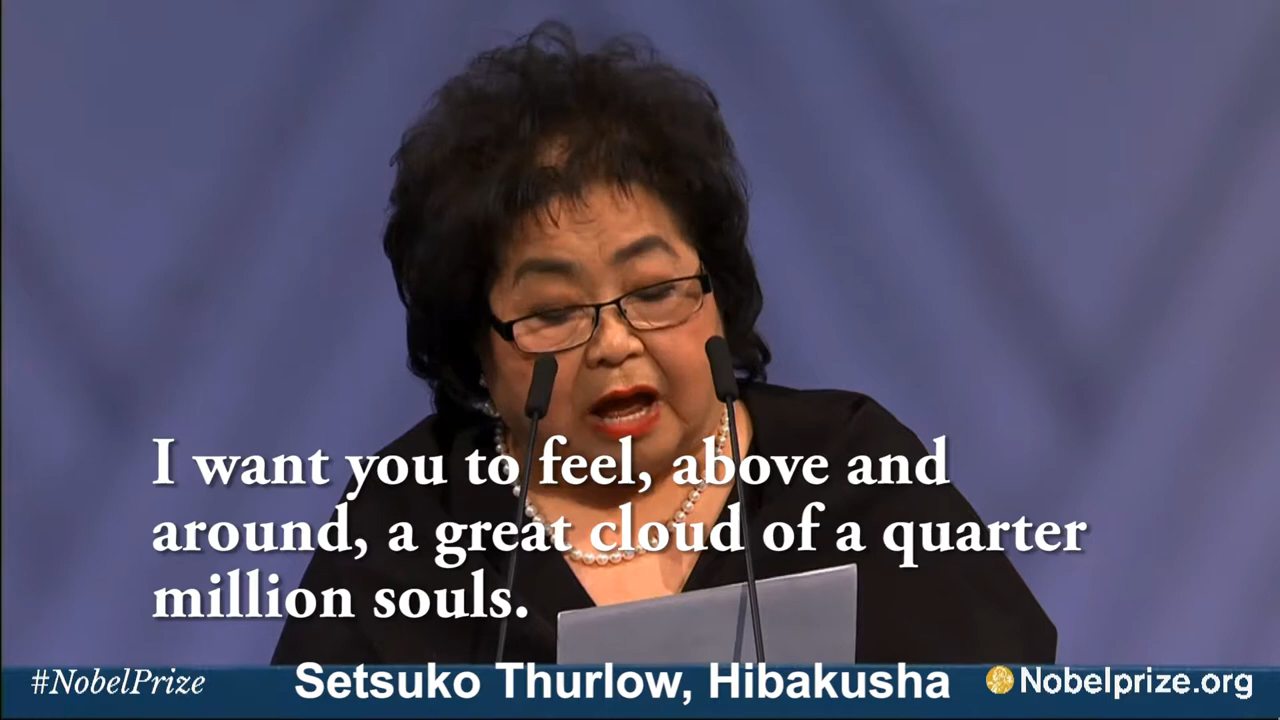 I want you to feel, above and
around, a great cloud of a quarter
million souls.
#NobelPrize
Setsuko Thurlow, Hibakusha
Nobelprize.org